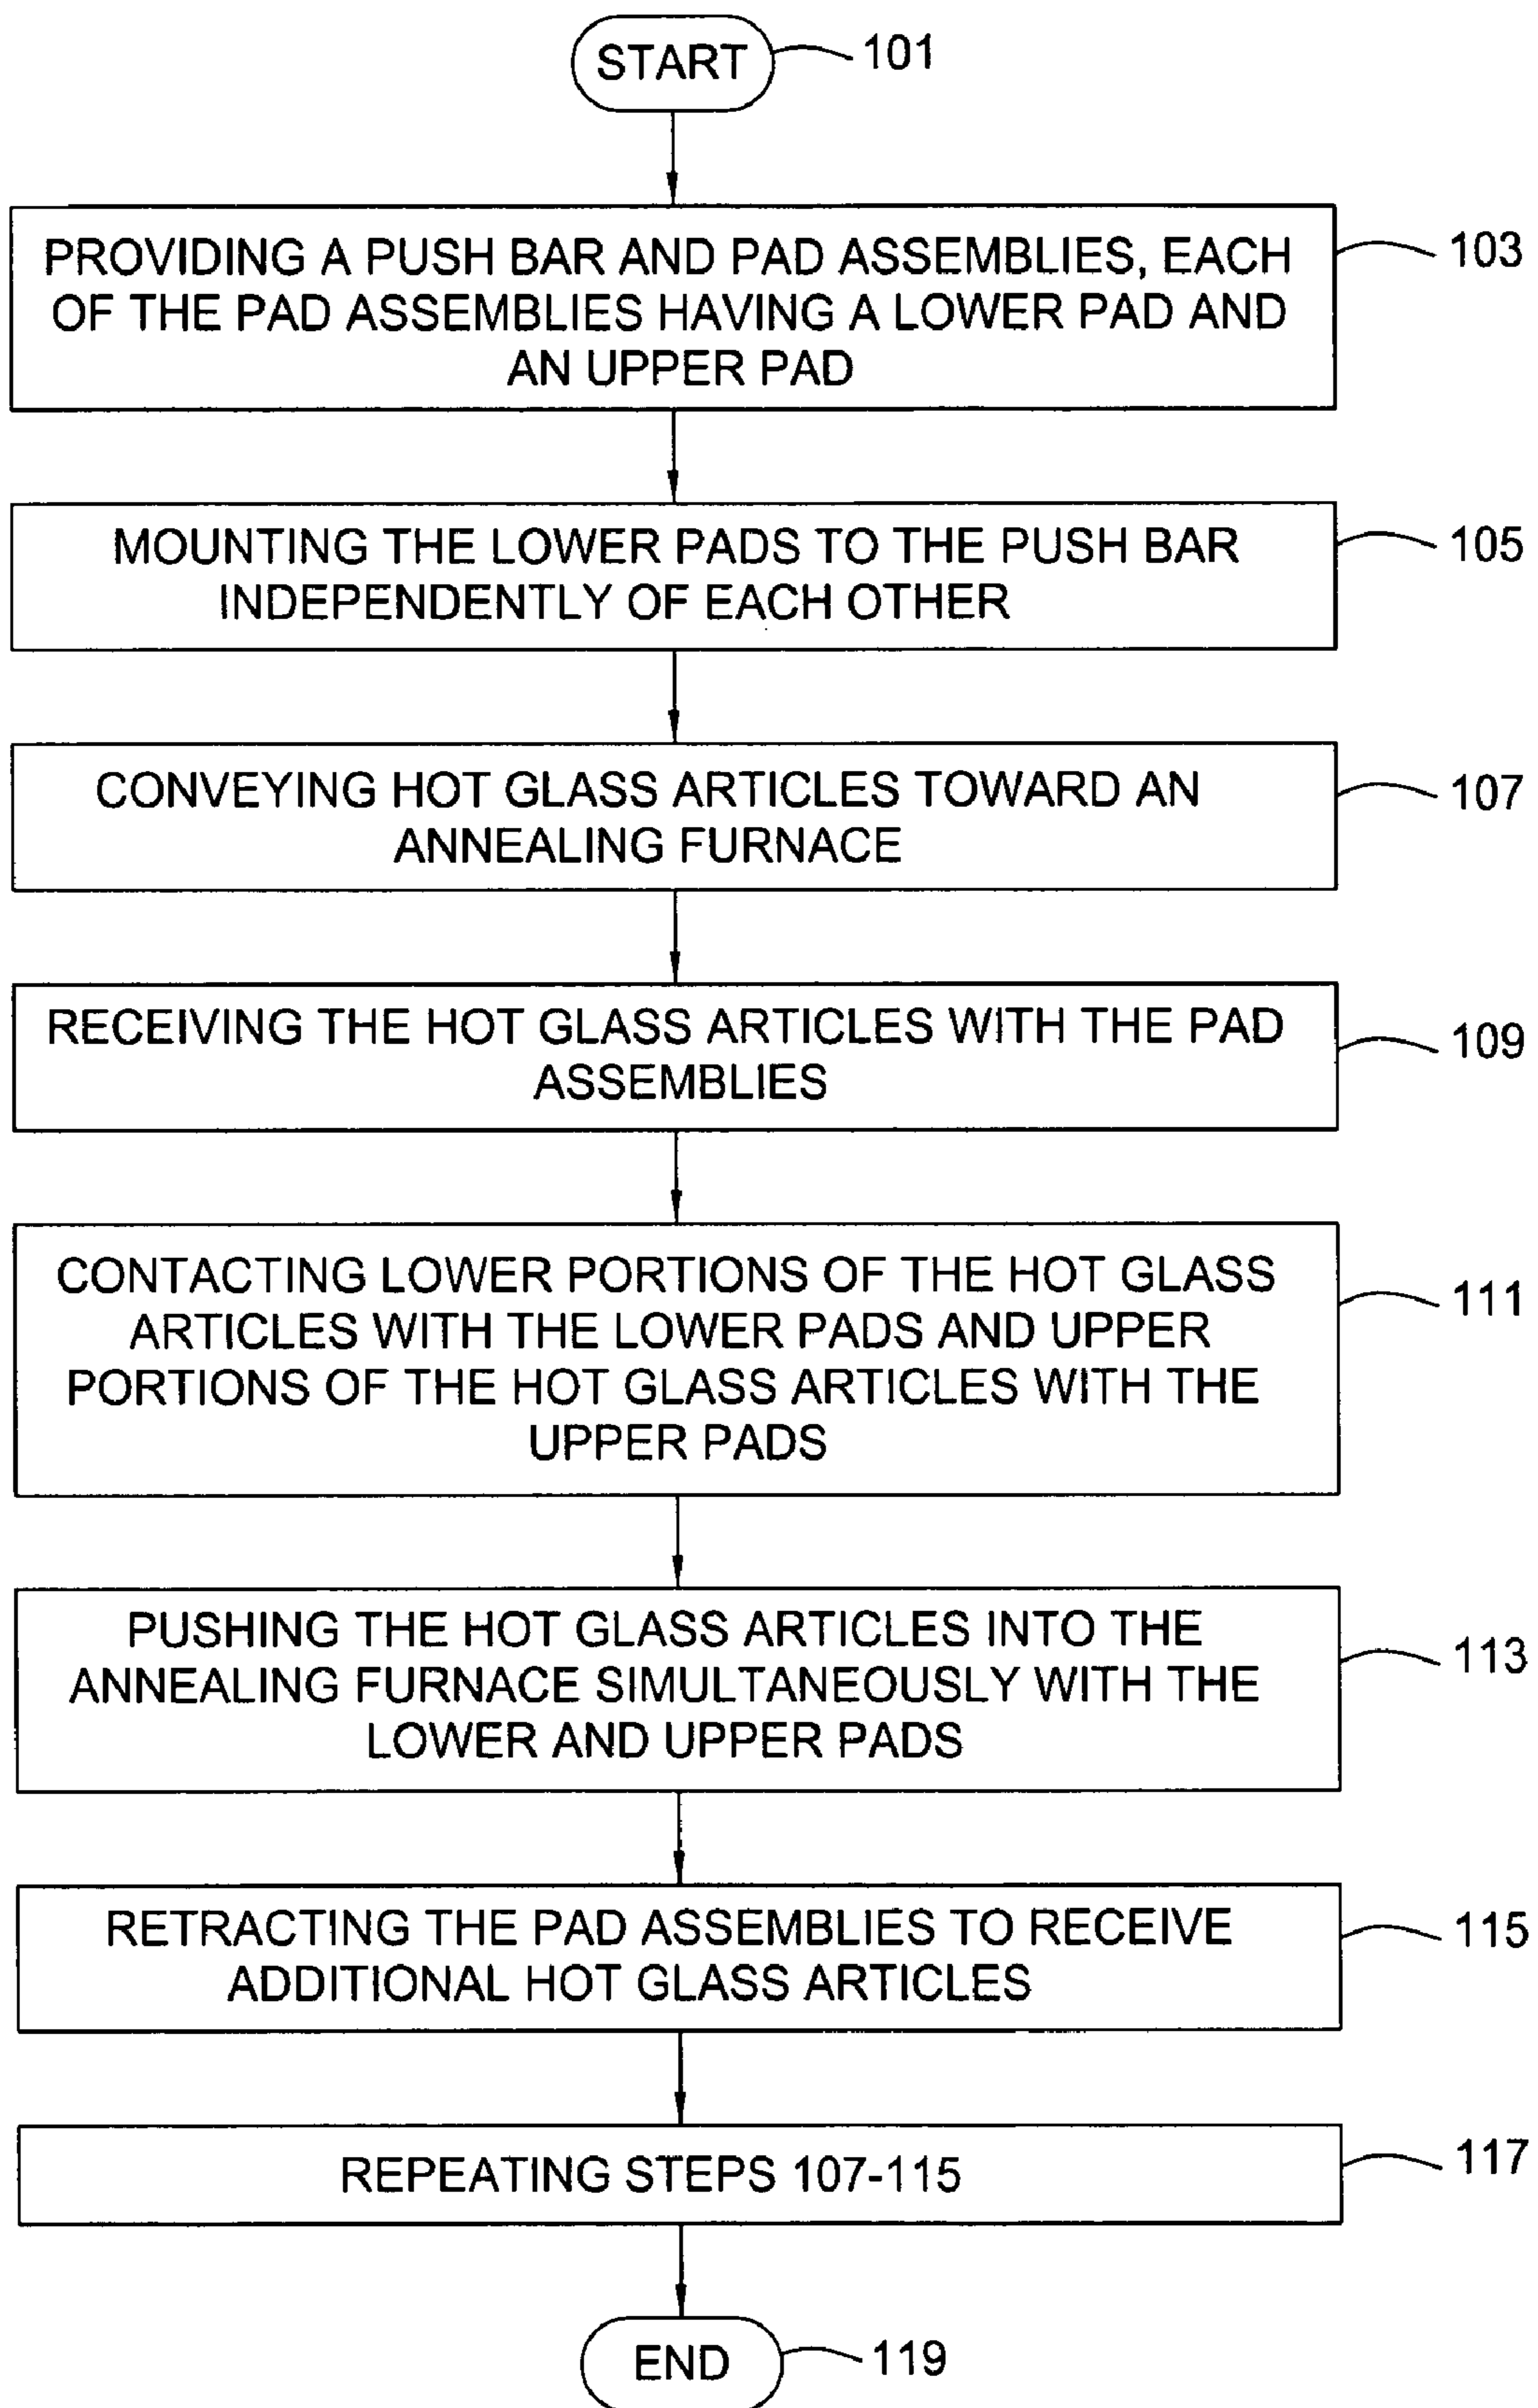 START
101
PROVIDING A PUSH BAR AND PAD ASSEMBLIES, EACH
OF THE PAD ASSEMBLIES HAVING A LOWER PAD AND
AN UPPER PAD
103
MOUNTING THE LOWER PADS TO THE PUSH BAR
INDEPENDENTLY OF EACH OTHER
105
CONVEYING HOT GLASS ARTICLES TOWARD AN
ANNEALING FURNACE
107
RECEIVING THE HOT GLASS ARTICLES WITH THE PAD
ASSEMBLIES
109
CONTACTING LOWER PORTIONS OF THE HOT GLASS
ARTICLES WITH THE LOWER PADS AND UPPER
PORTIONS OF THE HOT GLASS ARTICLES WITH THE
UPPER PADS
111
PUSHING THE HOT GLASS ARTICLES INTO THE
ANNEALING FURNACE SIMULTANEOUSLY WITH THE
LOWER AND UPPER PADS
113
RETRACTING THE PAD ASSEMBLIES TO RECEIVE
ADDITIONAL HOT GLASS ARTICLES
115
REPEATING STEPS 107-115
117
END
119